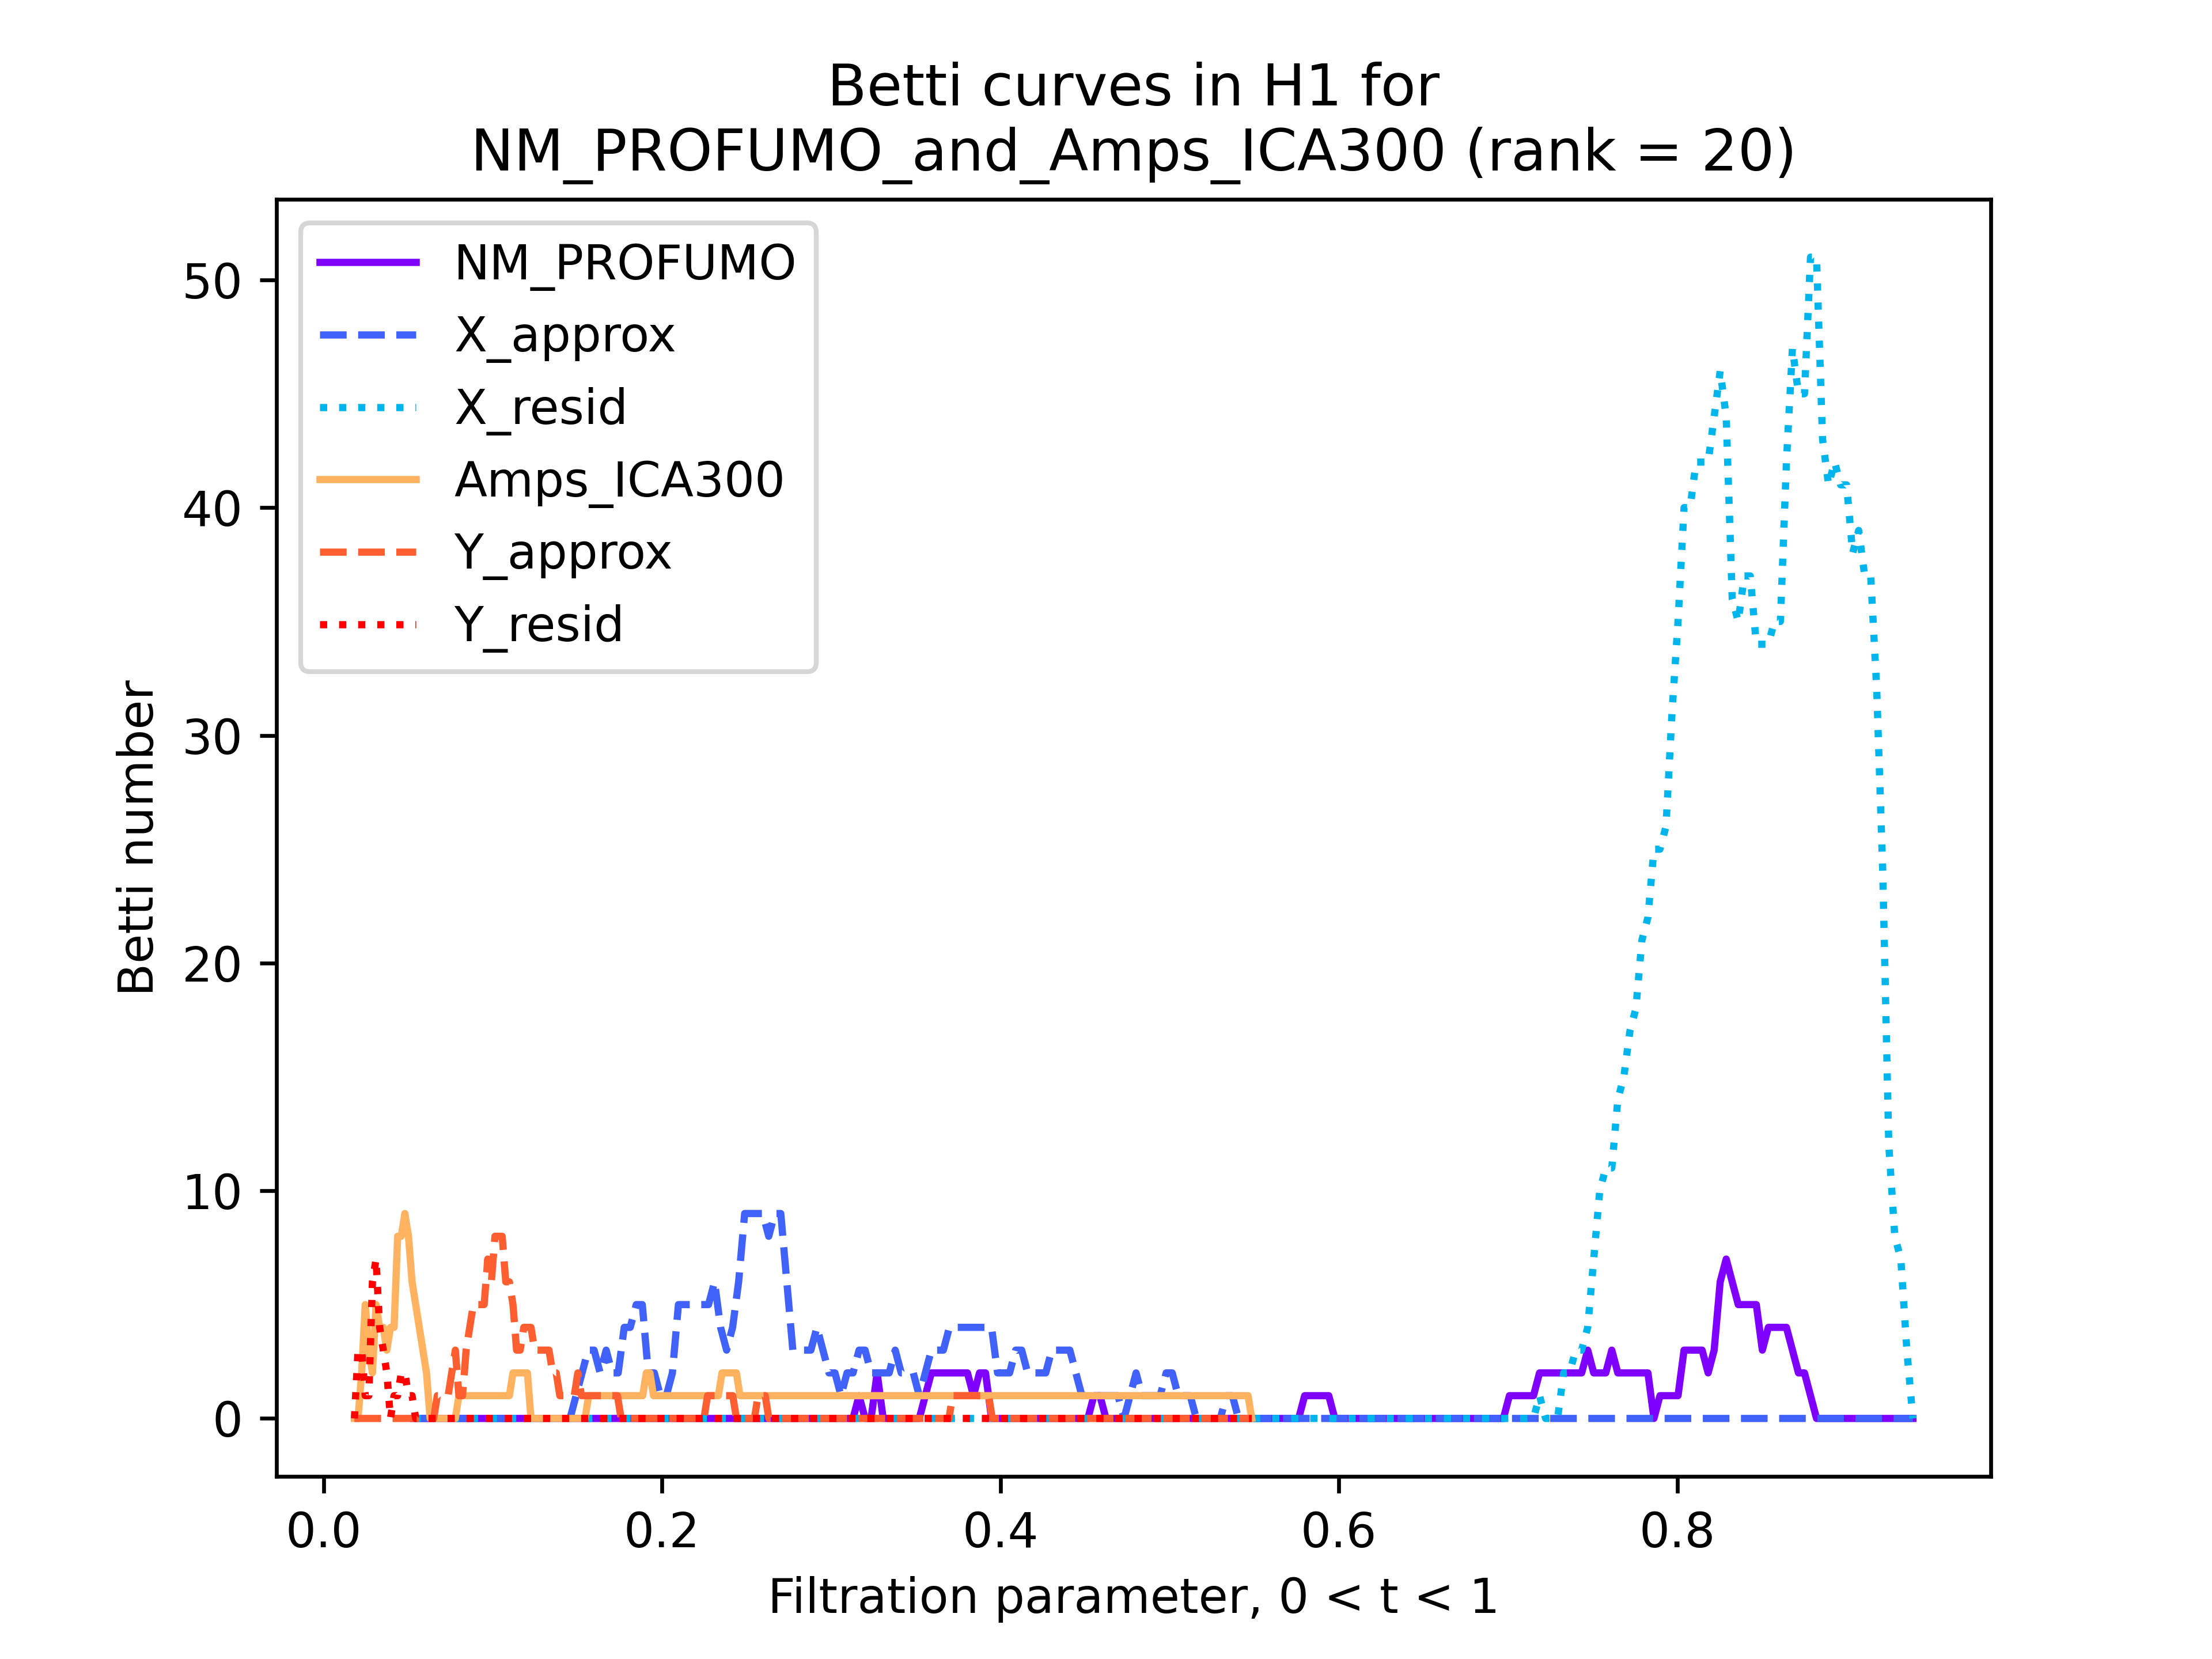 Betti curves in H1 for
NM_PROFUMO_and_Amps_ICA300 (rank = 20)
NM_PROFUMO
X_approx
X_resid
Amps_ICA300
Y_approx
Y_resid
Betti number
50
40
30
20
10
0
0.0 0.2 0.4 0.6 0.8
Filtration parameter, 0 < t < 1